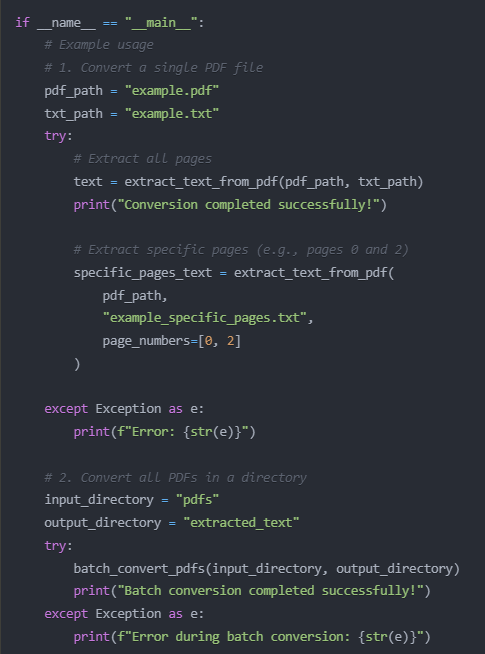 if __name__ == "__main__":
    # Example usage
    # 1. Convert a single PDF file
    pdf_path = "example.pdf"
    txt_path = "example.txt"
    try:
        # Extract all pages
        text = extract_text_from_pdf(pdf_path, txt_path)
        print("Conversion completed successfully!")

        # Extract specific pages (e.g., pages 0 and 2)
        specific_pages_text = extract_text_from_pdf(
            pdf_path,
            "example_specific_pages.txt",
            page_numbers=[0, 2]
        )

    except Exception as e:
        print(f"Error: {str(e)}")

    # 2. Convert all PDFs in a directory
    input_directory = "pdfs"
    output_directory = "extracted_text"
    try:
        batch_convert_pdfs(input_directory, output_directory)
        print("Batch conversion completed successfully!")
    except Exception as e:
        print(f"Error during batch conversion: {str(e)}")